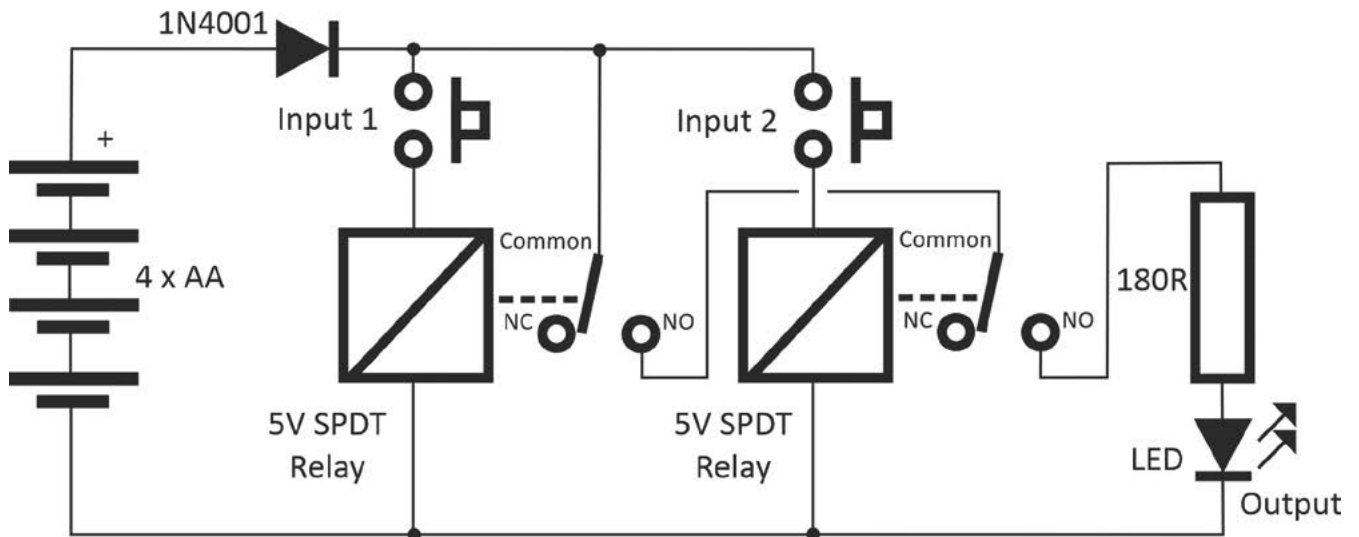 1N4001
+
Input 1
Input 2
4 x AA
Common
NC
NO
Common
NC
NO
180R
5V SPDT
Relay
5V SPDT
Relay
LED
Output